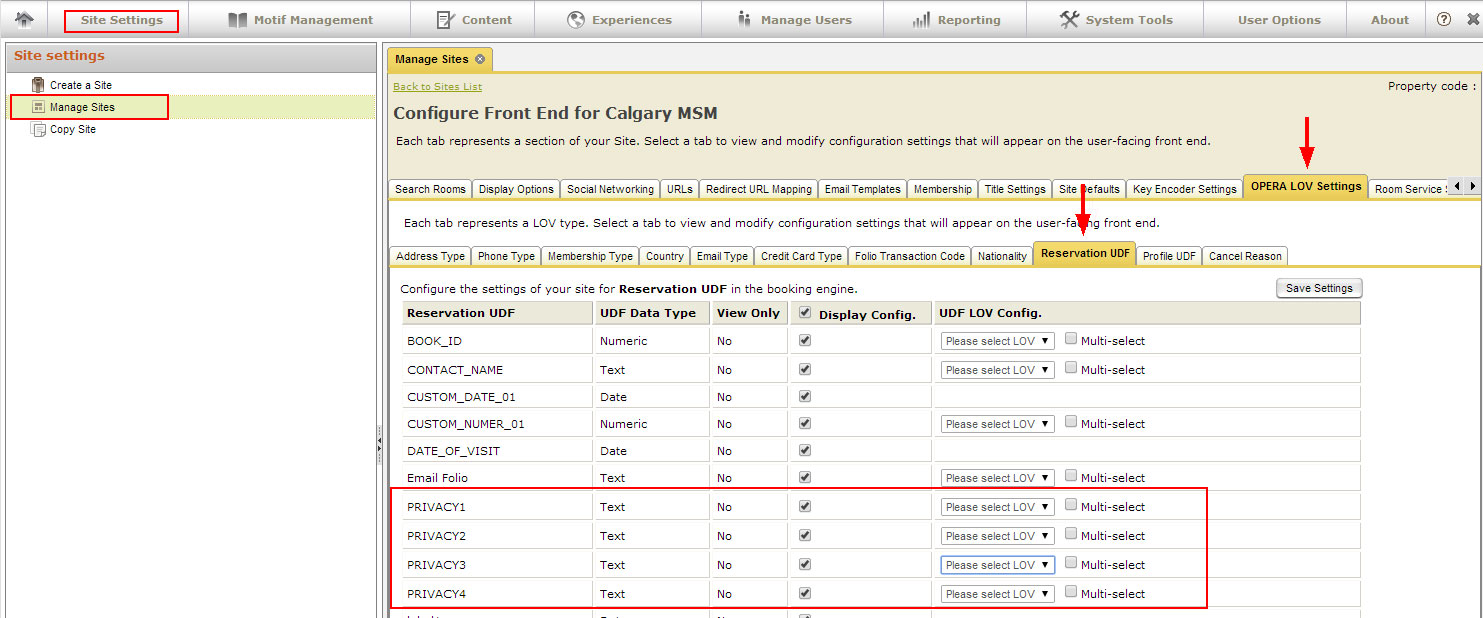 Site Settings Motif Management Content Experiences Manage Users Reporting System Tools User Options About ?
Site settings
Create a Site
Manage Sites
Copy Site
Manage Sites
Back to Sites List Property code :
Configure Front End for Calgary MSM
Each tab represents a section of your Site. Select a tab to view and modify configuration settings that will appear on the user-facing front end.
Search Rooms Display Options Social Networking URLs Redirect URL Mapping Email Templates Membership Title Settings Site Defaults Key Encoder Settings OPERA LOV Settings Room Service
Each tab represents a LOV type. Select a tab to view and modify configuration settings that will appear on the user-facing front end.
Address Type Phone Type Membership Type Country Email Type Credit Card Type Folio Transaction Code Nationality Reservation UDF Profile UDF Cancel Reason
Configure the settings of your site for Reservation UDF in the booking engine. Save Settings
Reservation UDF UDF Data Type View Only Display Config. UDF LOV Config.
BOOK_ID Numeric No Please select LOV Multi-select
CONTACT_NAME Text No Please select LOV Multi-select
CUSTOM_DATE_01 Date No
CUSTOM_NUMER_01 Numeric No Please select LOV Multi-select
DATE_OF_VISIT Date No
Email Folio Text No Please select LOV Multi-select
PRIVACY1 Text No Please select LOV Multi-select
PRIVACY2 Text No Please select LOV Multi-select
PRIVACY3 Text No Please select LOV Multi-select
PRIVACY4 Text No Please select LOV Multi-select